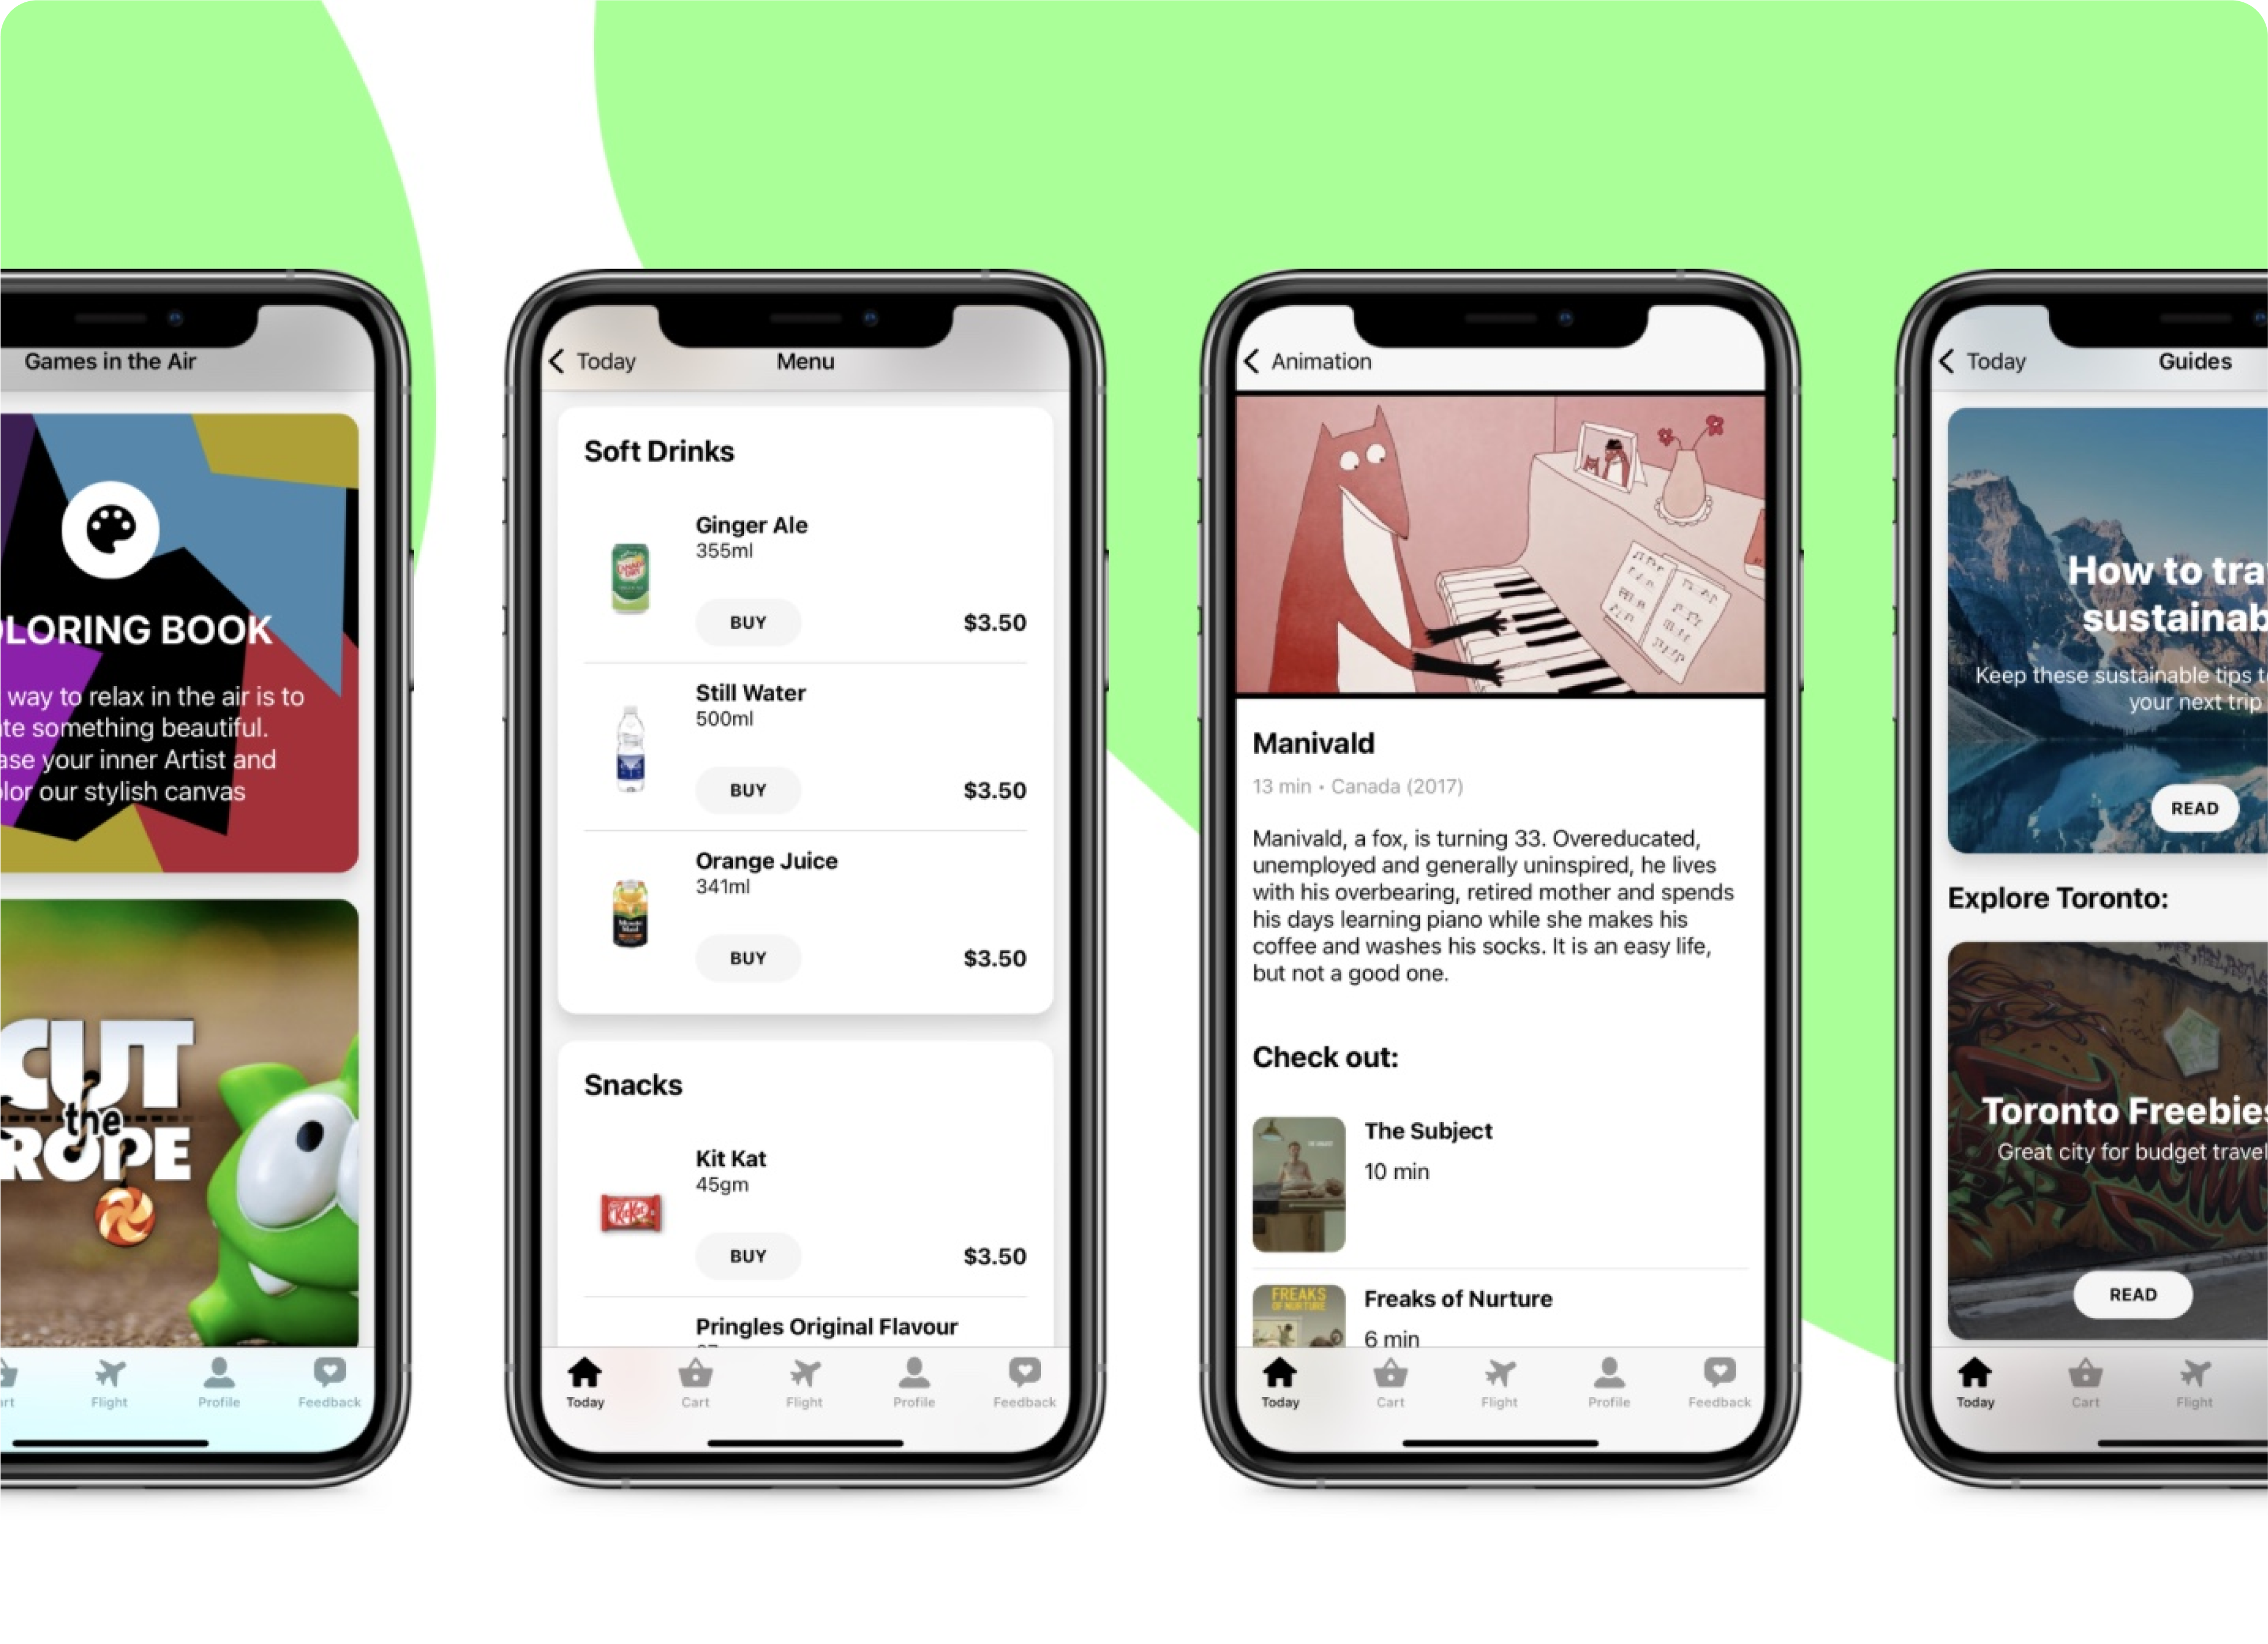 Games in the Air
LORING BOOK
way to relax in the air is to
te something beautiful.
ase your inner Artist and
lor our stylish canvas
CUT
the
ROPE
rt
Flight
Profile
Feedback
Today
Menu
Soft Drinks
Ginger Ale
355ml
BUY
$3.50
CANADA
DRY
Still Water
500ml
BUY
$3.50
Orange Juice
341ml
BUY
$3.50
Minute
Maid
Snacks
Kit Kat
45gm
BUY
$3.50
KitKat
Pringles Original Flavour
Today
Cart
Flight
Profile
Feedback
Animation
Manivald
13 min • Canada (2017)
Manivald, a fox, is turning 33. Overeducated,
unemployed and generally uninspired, he lives
with his overbearing, retired mother and spends
his days learning piano while she makes his
coffee and washes his socks. It is an easy life,
but not a good one.
Check out:
The Subject
10 min
FREAKS
OF NURTURE
Freaks of Nurture
6 min
Today
Cart
Flight
Profile
Feedback
Today
Guides
How to tra
sustainab
Keep these sustainable tips t
your next trip
READ
Explore Toronto:
Toronto Freebies
Great city for budget travel
READ
Today
Cart
Flight